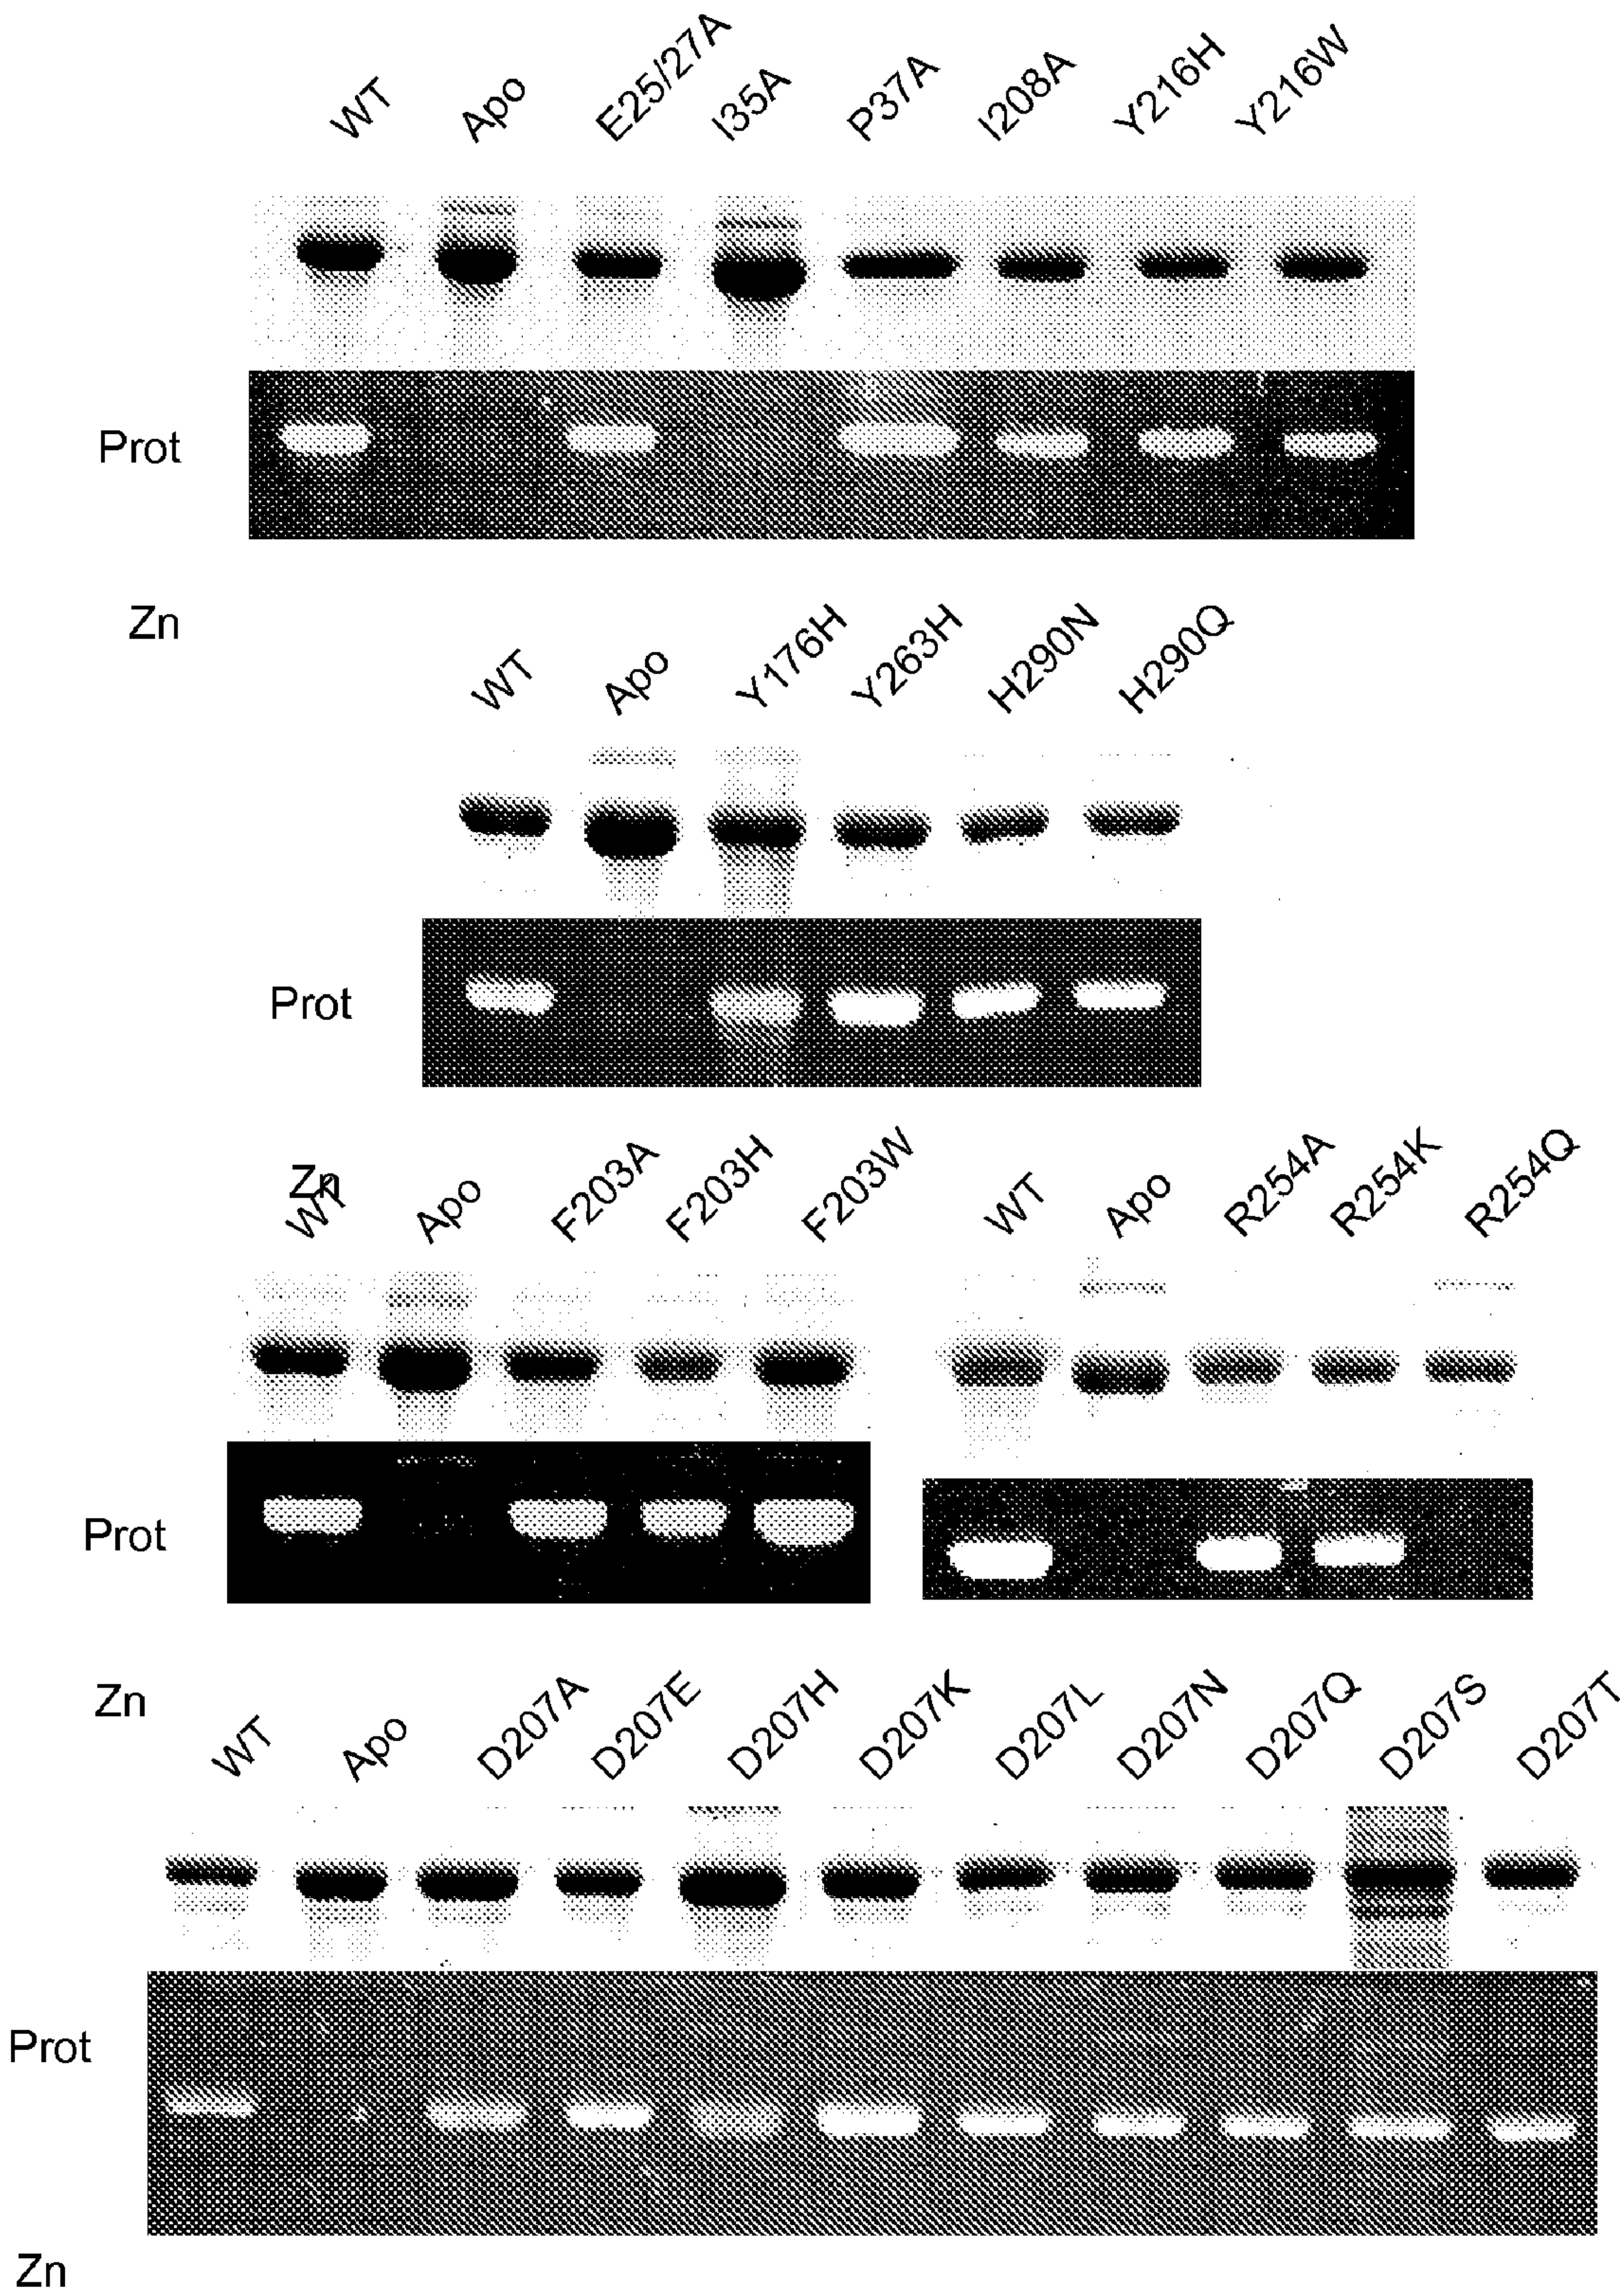 WT Apo E25/27A I35A P37A I208A Y216H Y216W
Prot
Zn
WT Apo Y176H Y263H H290N H290Q
Prot
Zn
WT Apo F203A F203H F203W WT Apo R254A R254K R254Q
Prot
Zn
WT Apo D207A D207E D207H D207K D207L D207N D207Q D207S D207T
Prot
Zn